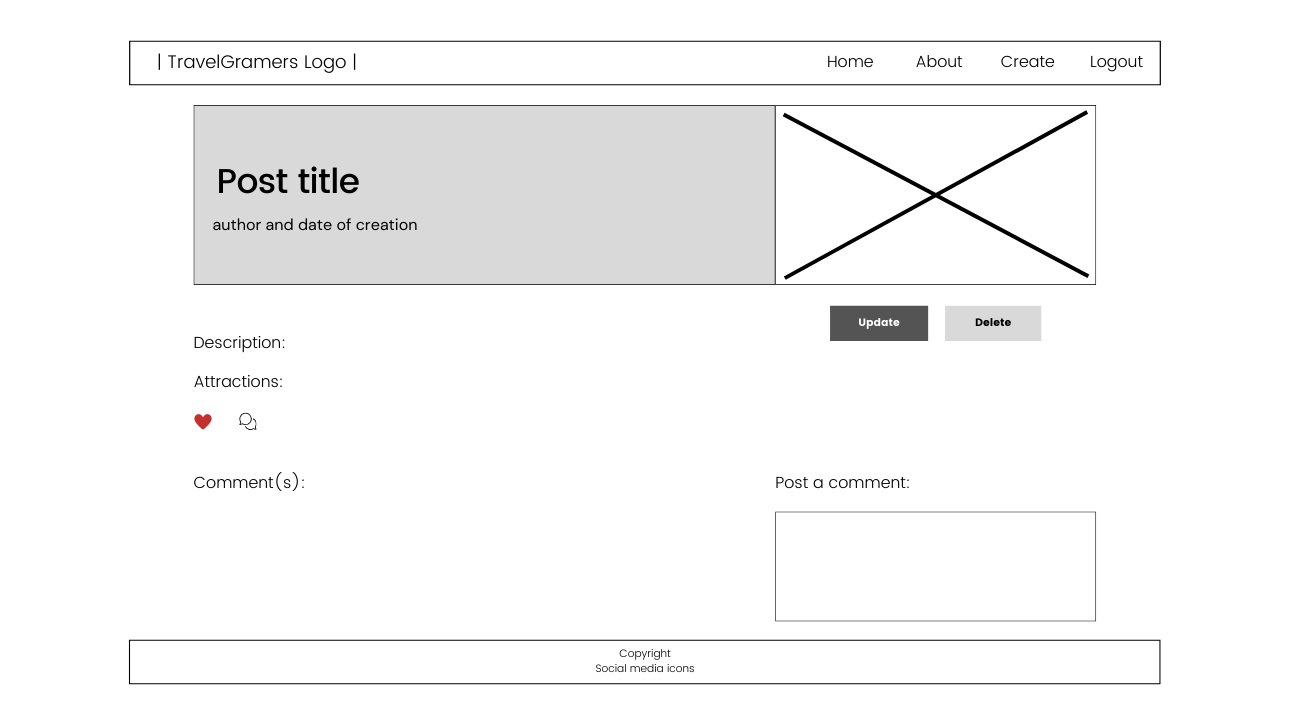 | TravelGramers Logo |
Home About Create Logout
Post title
author and date of creation
Update Delete
Description:
Attractions:
Comment(s):
Post a comment:
Copyright
Social media icons